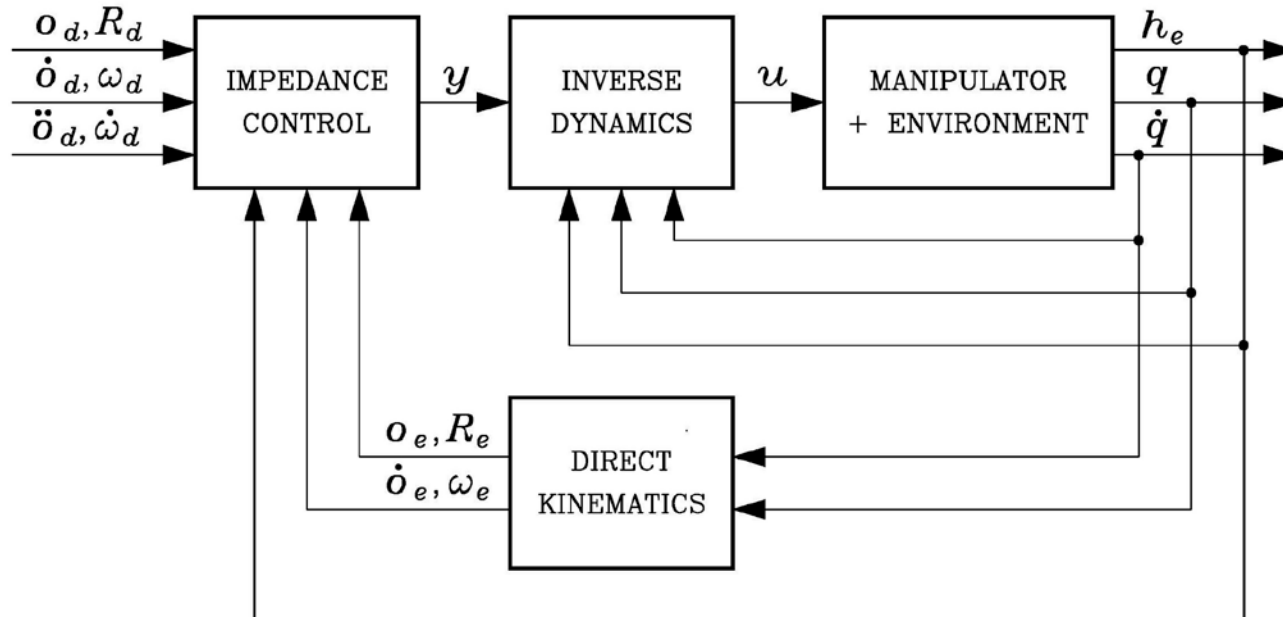 o_d, R_d
ȯ_d, ω_d
ö_d, ω̇_d
IMPEDANCE
CONTROL
y
INVERSE
DYNAMICS
u
MANIPULATOR
+ ENVIRONMENT
h_e
q
q̇
o_e, R_e
ȯ_e, ω_e
DIRECT
KINEMATICS